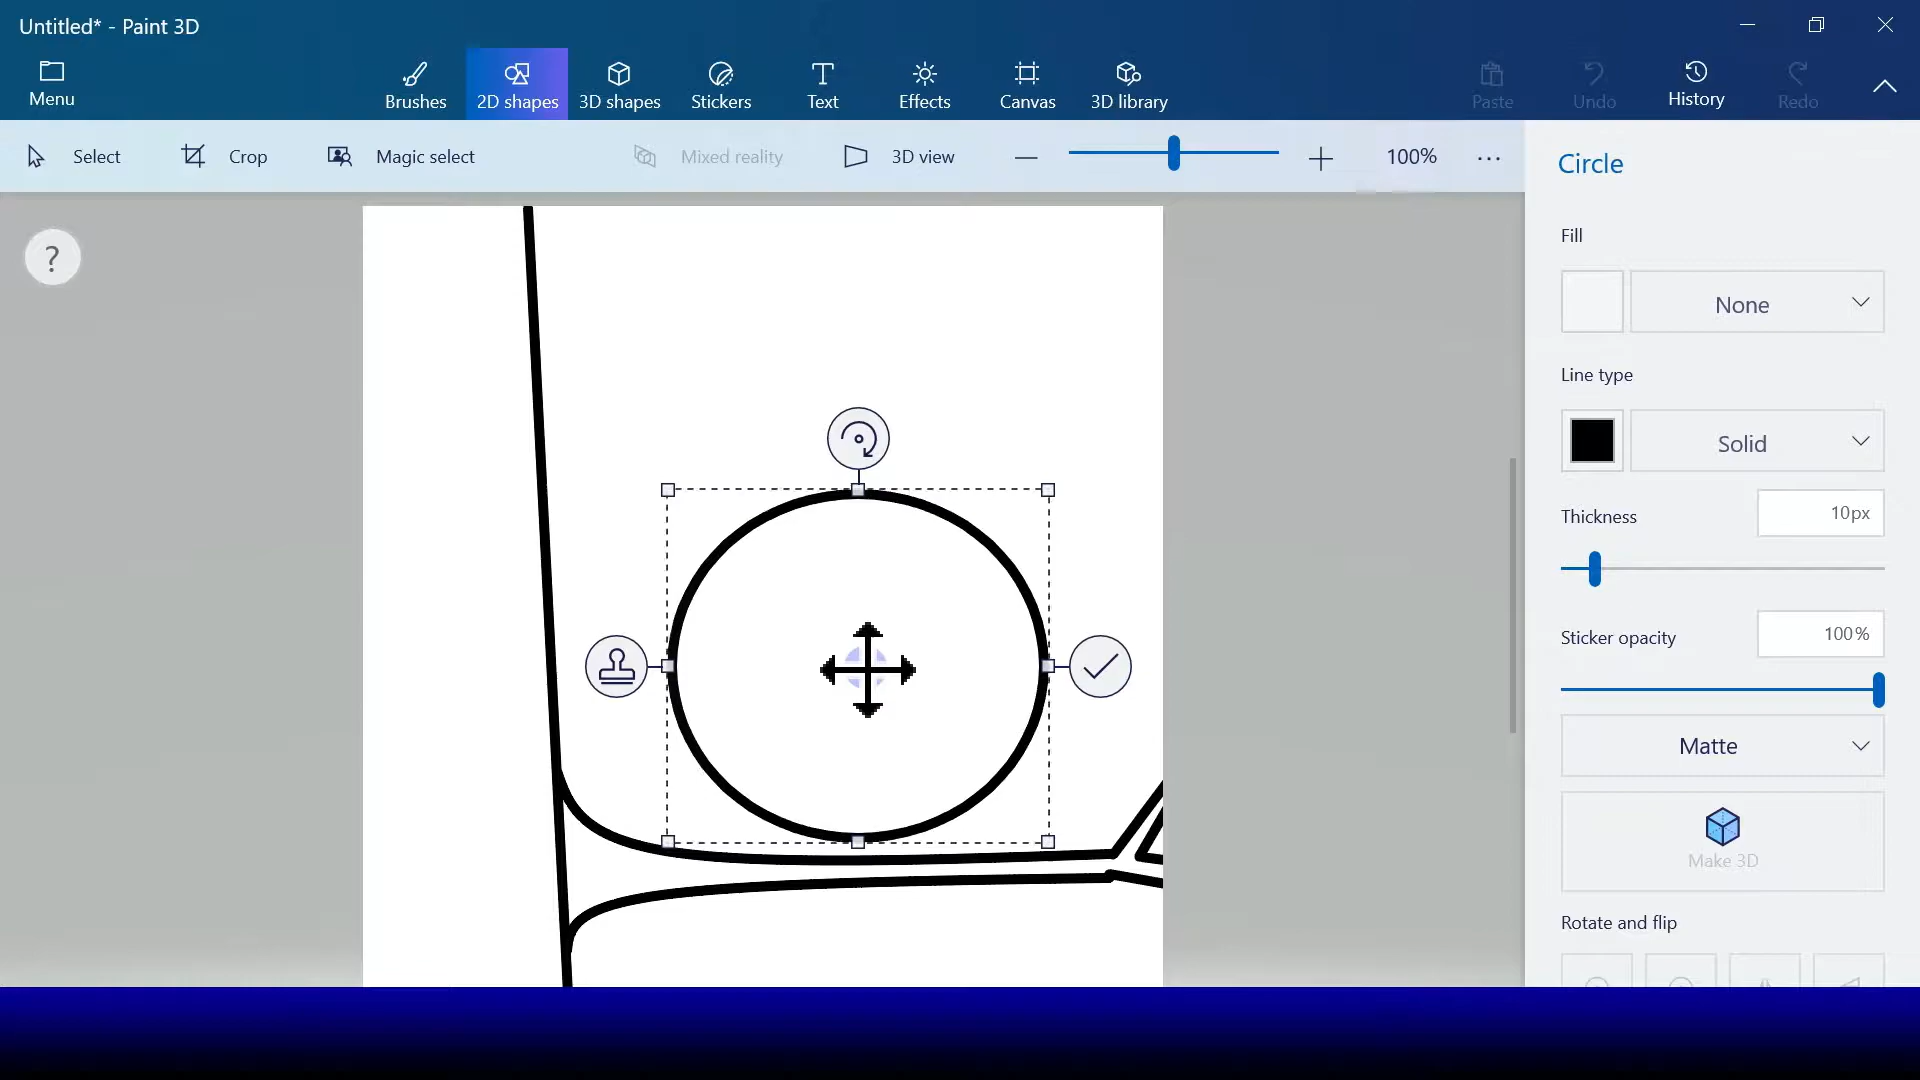 Untitled* - Paint 3D
Menu
Brushes
2D shapes
3D shapes
Stickers
Text
Effects
Canvas
3D library
Paste
Undo
History
Redo
Select
Crop
Magic select
Mixed reality
3D view
100%
?
Circle
Fill
None
Line type
Solid
Thickness
10px
Sticker opacity
100%
Matte
Make 3D
Rotate and flip